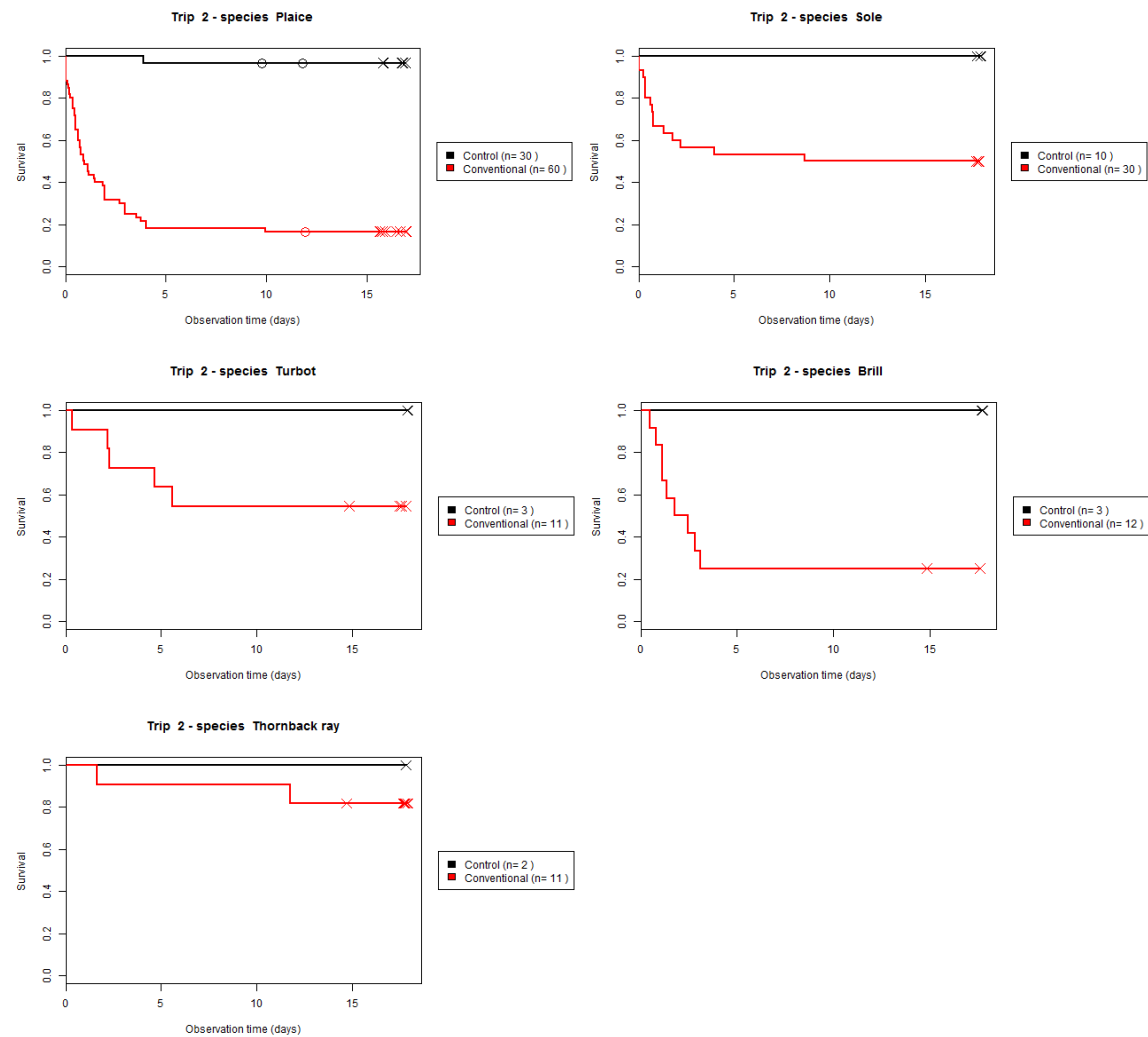 Trip 2 - species Plaice
1.0
0.8
0.6
0.4
0.2
0.0
Survival
0 5 10 15
Observation time (days)
Control (n= 30 )
Conventional (n= 60 )
Trip 2 - species Sole
1.0
0.8
0.6
0.4
0.2
0.0
Survival
0 5 10 15
Observation time (days)
Control (n= 10 )
Conventional (n= 30 )
Trip 2 - species Turbot
1.0
0.8
0.6
0.4
0.2
0.0
Survival
0 5 10 15
Observation time (days)
Control (n= 3 )
Conventional (n= 11 )
Trip 2 - species Brill
1.0
0.8
0.6
0.4
0.2
0.0
Survival
0 5 10 15
Observation time (days)
Control (n= 3 )
Conventional (n= 12 )
Trip 2 - species Thornback ray
1.0
0.8
0.6
0.4
0.2
0.0
Survival
0 5 10 15
Observation time (days)
Control (n= 2 )
Conventional (n= 11 )